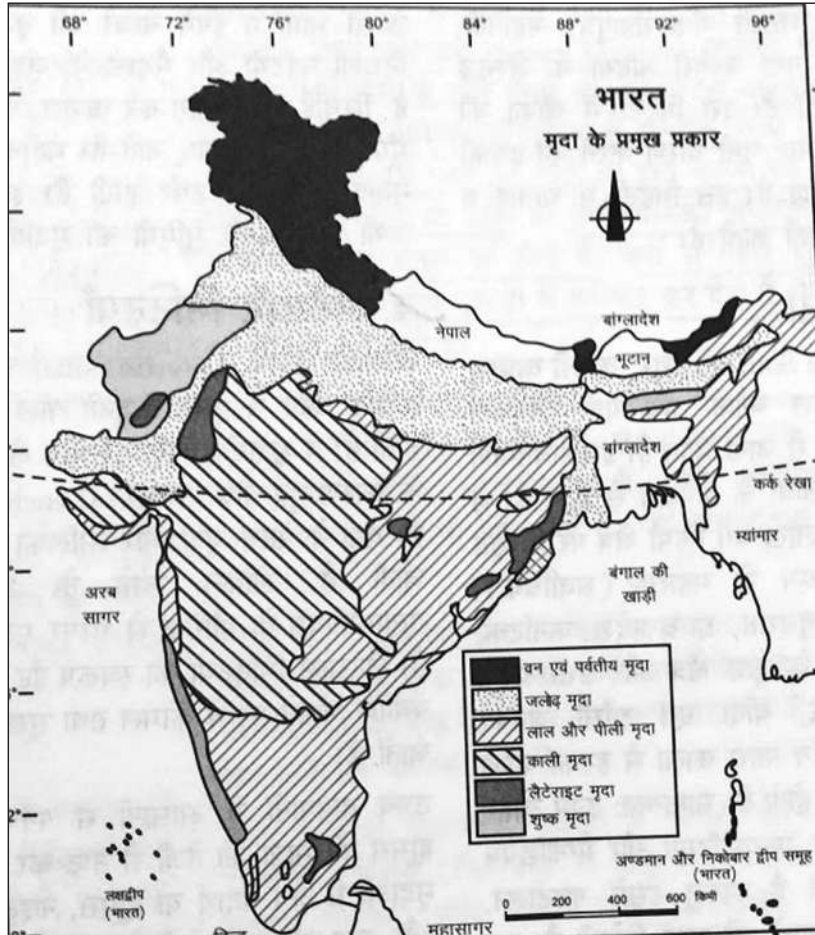 68° 72° 76° 80° 84° 88° 92° 96°
भारत
मृदा के प्रमुख प्रकार
नेपाल
बांग्लादेश
भूटान
बांग्लादेश
कर्क रेखा
म्यांमार
बंगाल की
खाड़ी
अरब
सागर
वन एवं पर्वतीय मृदा
जलोढ़ मृदा
लाल और पीली मृदा
काली मृदा
लैटेराइट मृदा
शुष्क मृदा
लक्षद्वीप
(भारत)
अण्डमान और निकोबार द्वीप समूह
(भारत)
0 200 400 600 800
किमी
महासागर